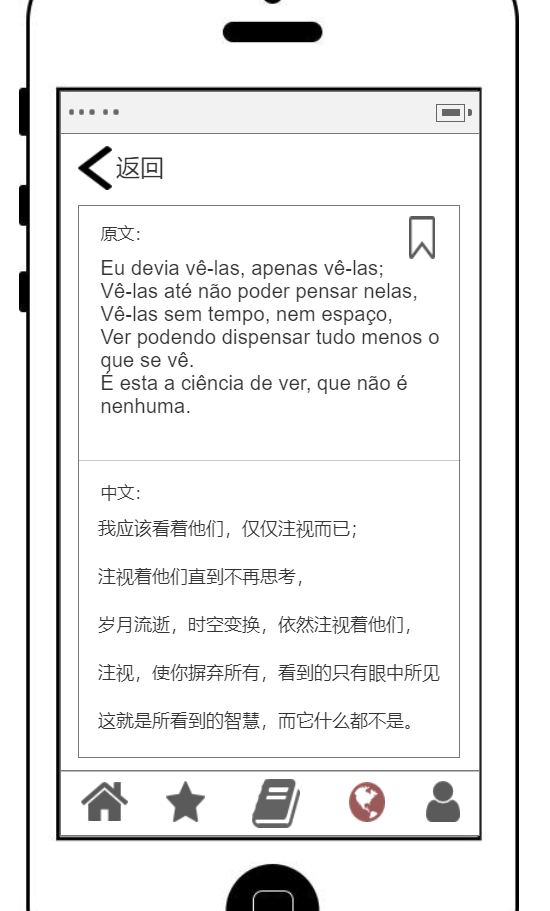 返回
原文：
Eu devia vê-las, apenas vê-las;
Vê-las até não poder pensar nelas,
Vê-las sem tempo, nem espaço,
Ver podendo dispensar tudo menos o
que se vê.
É esta a ciência de ver, que não é
nenhuma.
中文：
我应该看着他们，仅仅注视而已；
注视着他们直到不再思考，
岁月流逝，时空变换，依然注视着他们，
注视，使你摒弃所有，看到的只有眼中所见
这就是所看到的智慧，而它什么都不是。